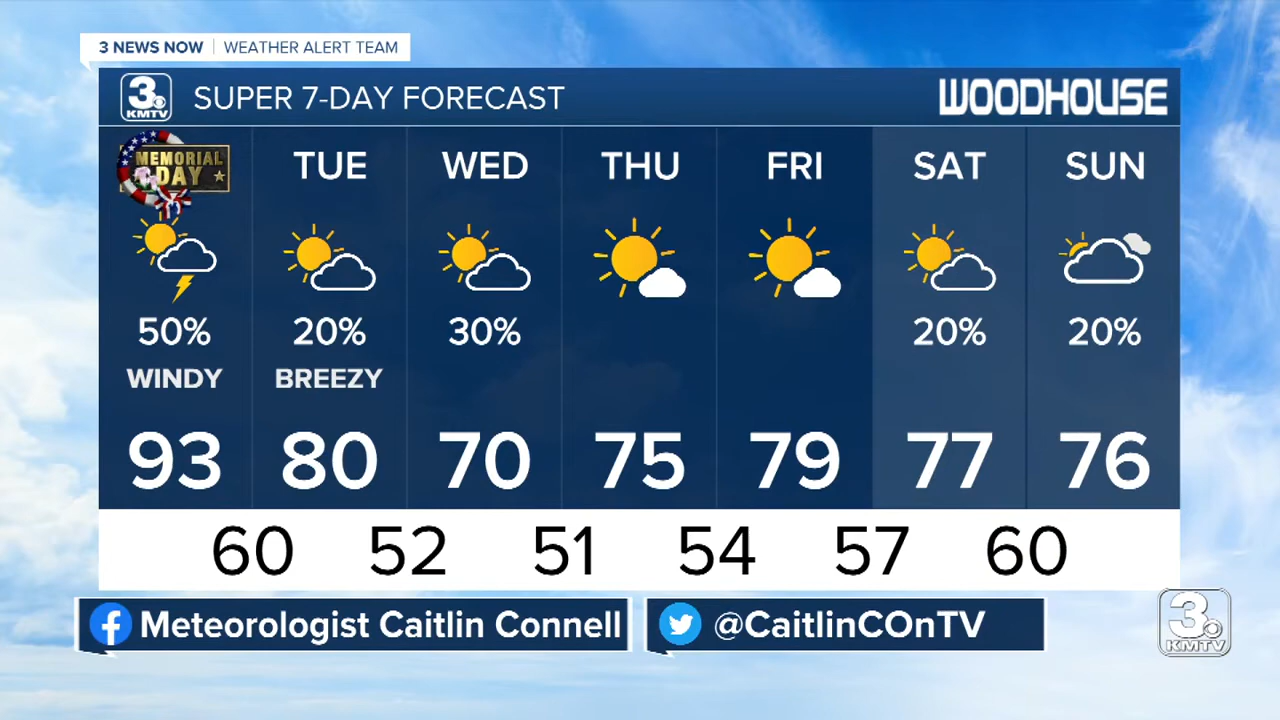 3 NEWS NOW | WEATHER ALERT TEAM
3 KMTV SUPER 7-DAY FORECAST WOODHOUSE
MEMORIAL DAY TUE WED THU FRI SAT SUN
50% 20% 30% 20% 20%
WINDY BREEZY
93 80 70 75 79 77 76
60 52 51 54 57 60
Meteorologist Caitlin Connell @CaitlinCOnTV
3 KMTV